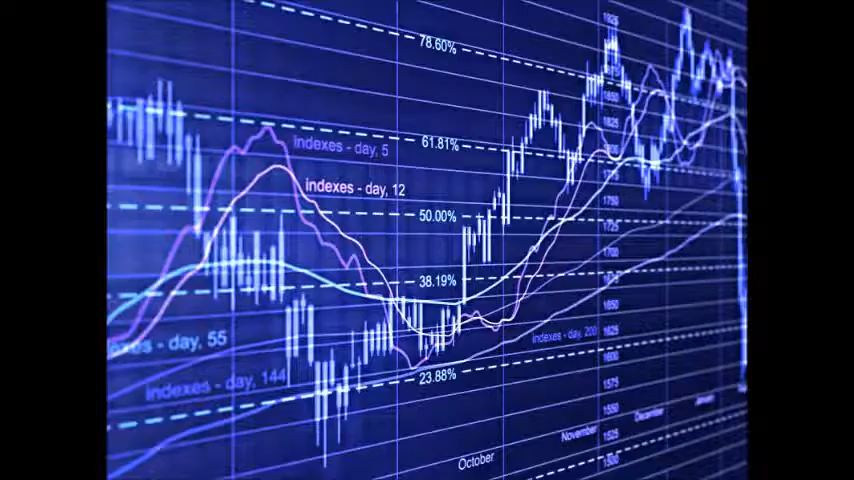 78.60%
61.81%
indexes - day, 5
indexes - day, 12
50.00%
38.19%
indexes - day, 55
indexes - day, 200
indexes - day, 144
23.88%
1925
1850
1825
1750
1725
1700
1650
1625
1600
1575
1550
1525
1500
October
November
December
January